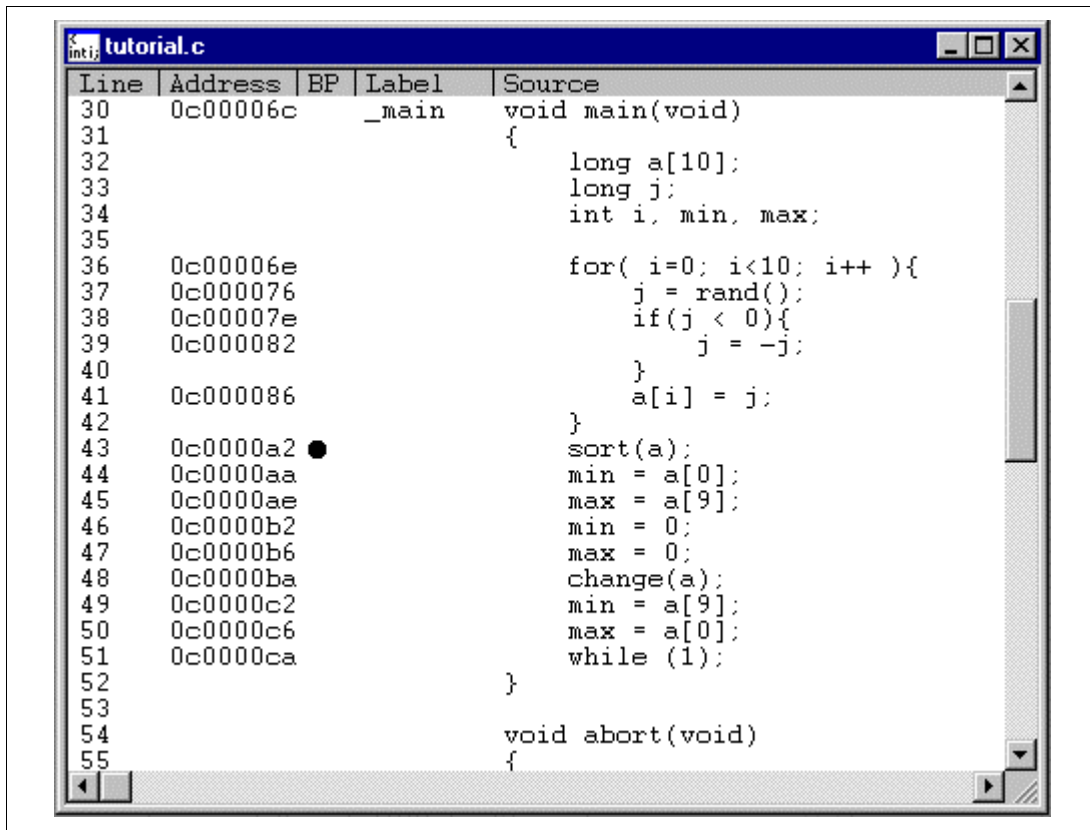 int i; tutorial.c
Line Address BP Label Source
30 0c00006c _main void main(void)
31 {
32 long a[10];
33 long j;
34 int i, min, max;
35
36 0c00006e for( i=0; i<10; i++ ){
37 0c000076 j = rand();
38 0c00007e if(j < 0){
39 0c000082 j = -j;
40 }
41 0c000086 a[i] = j;
42 }
43 0c0000a2 ● sort(a);
44 0c0000aa min = a[0];
45 0c0000ae max = a[9];
46 0c0000b2 min = 0;
47 0c0000b6 max = 0;
48 0c0000ba change(a);
49 0c0000c2 min = a[9];
50 0c0000c6 max = a[0];
51 0c0000ca while (1);
52 }
53
54 void abort(void)
55 {